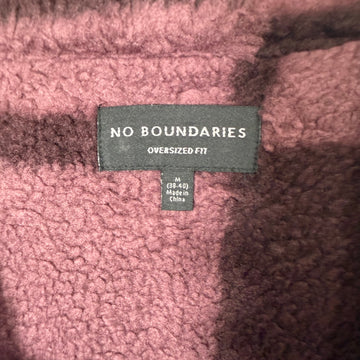 NO BOUNDARIES
OVERSIZED FIT
M
(38-40)
Made in
China